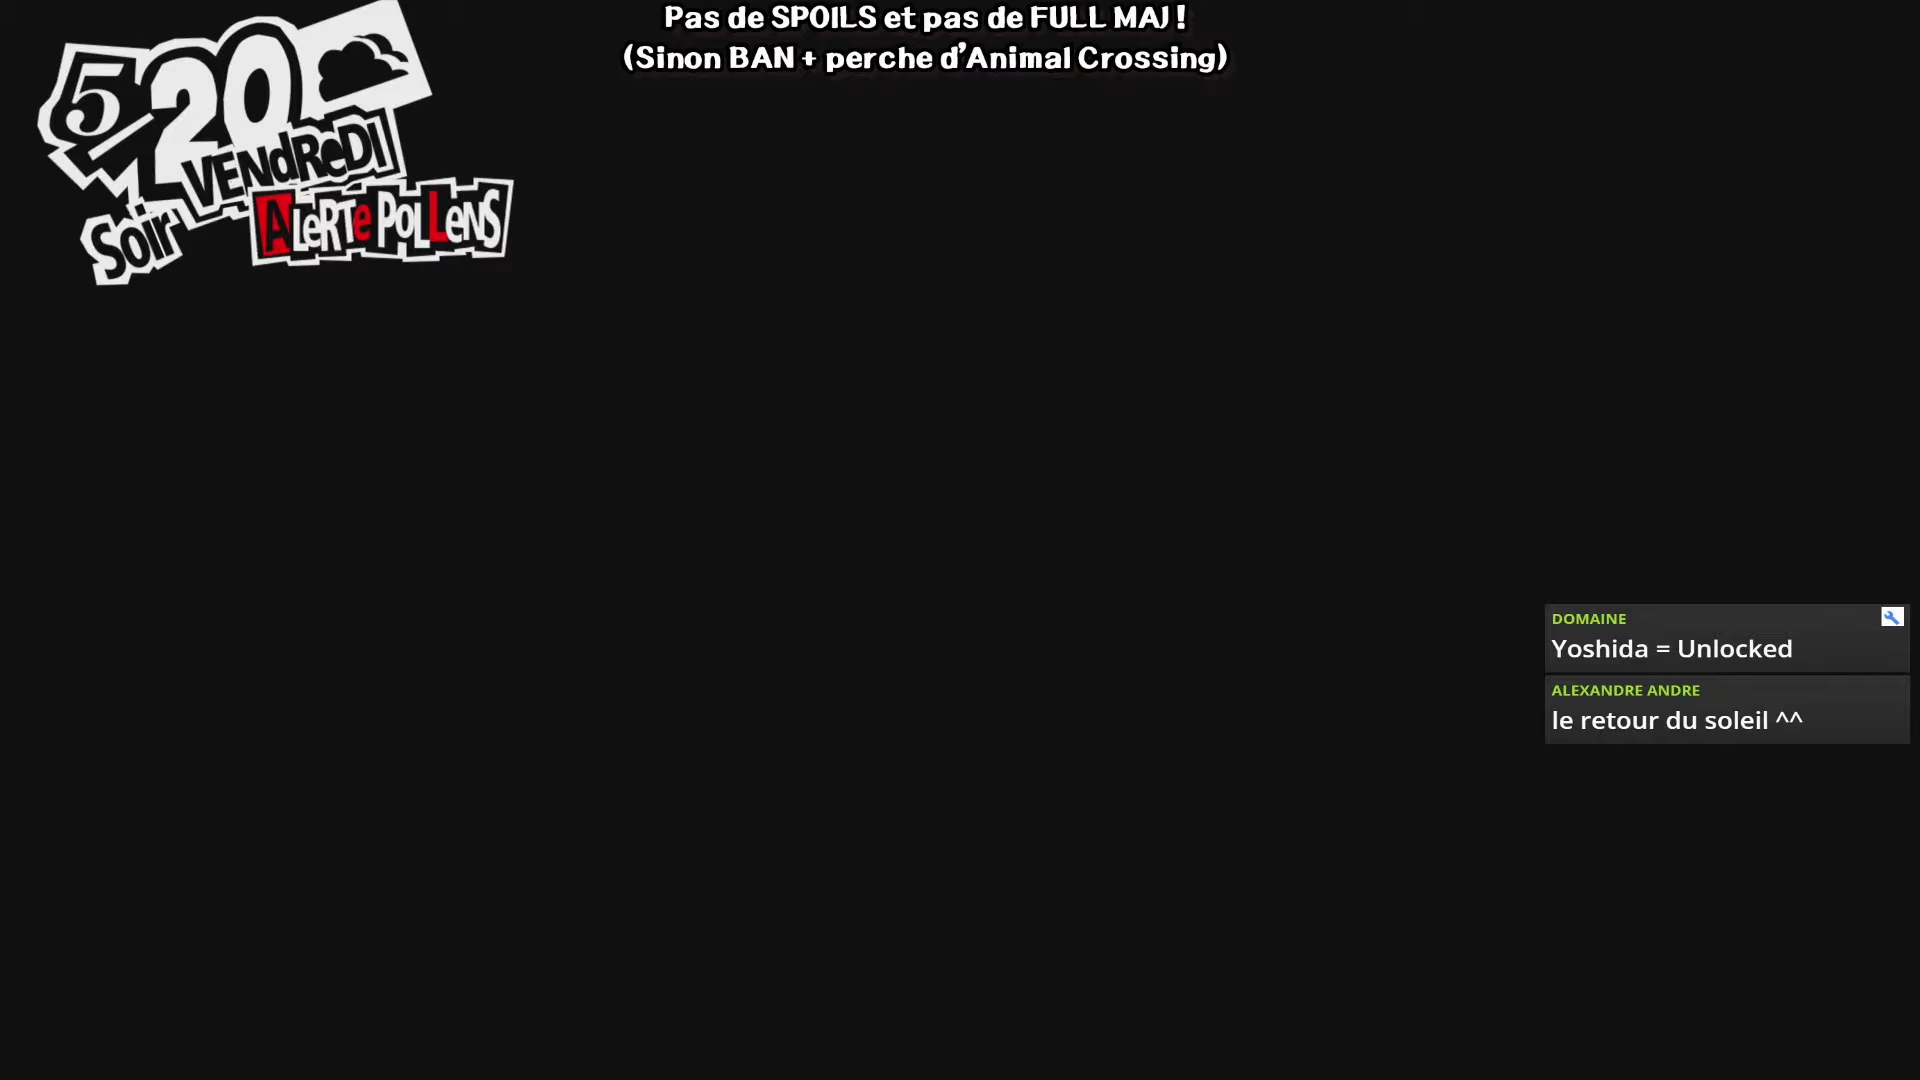 Pas de SPOILS et pas de FULL MAJ !
(Sinon BAN + perche d'Animal Crossing)
5/20
VENdReDI
Soir
ALeRTe PoLLeNS
DOMAINE
Yoshida = Unlocked
ALEXANDRE ANDRE
le retour du soleil ^^